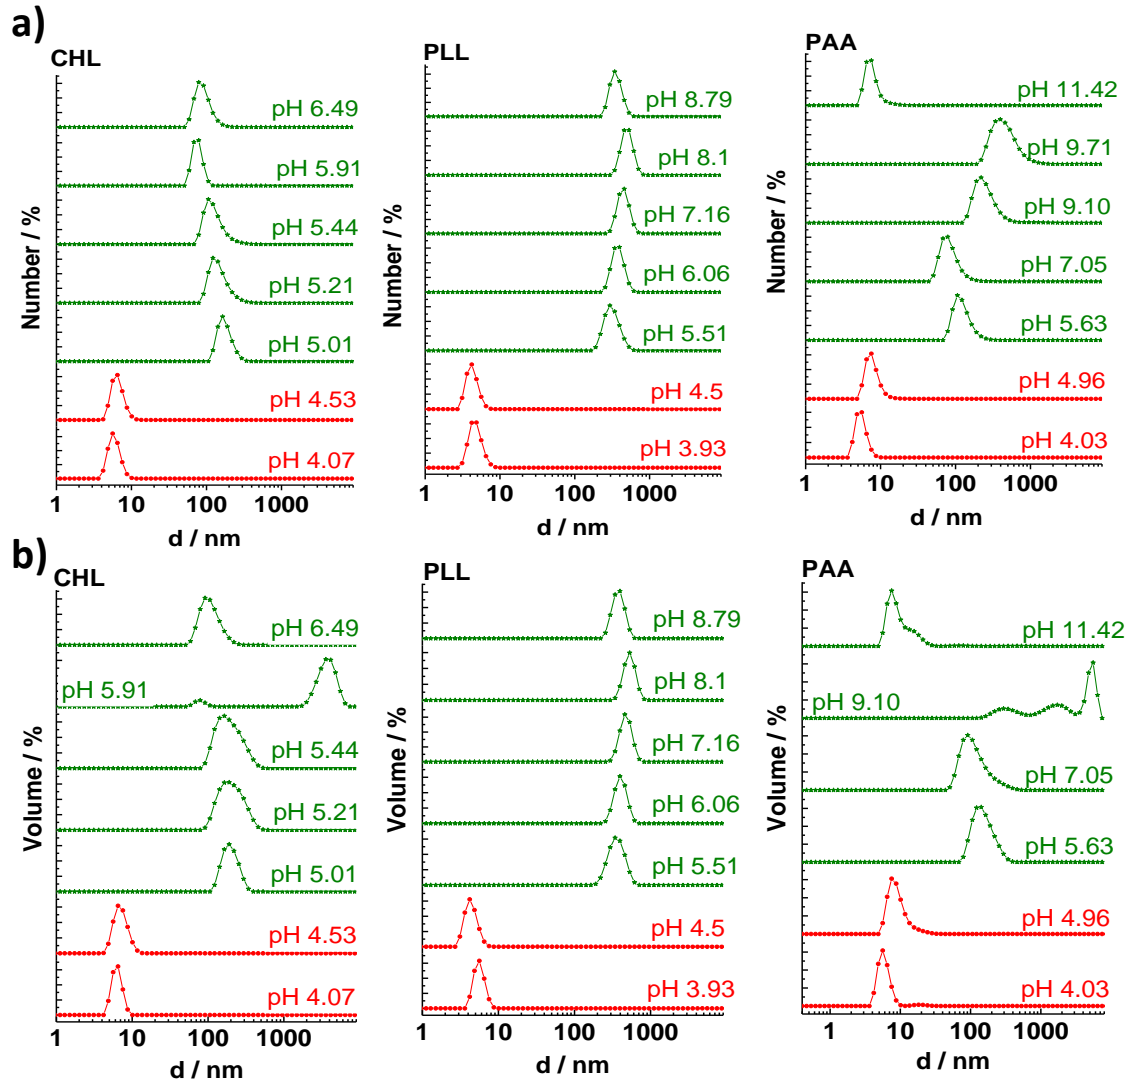 a)
CHL
Number / %
pH 6.49
pH 5.91
pH 5.44
pH 5.21
pH 5.01
pH 4.53
pH 4.07
1 10 100 1000
d / nm
PLL
Number / %
pH 8.79
pH 8.1
pH 7.16
pH 6.06
pH 5.51
pH 4.5
pH 3.93
1 10 100 1000
d / nm
PAA
Number / %
pH 11.42
pH 9.71
pH 9.10
pH 7.05
pH 5.63
pH 4.96
pH 4.03
1 10 100 1000
d / nm
b)
CHL
Volume / %
pH 6.49
pH 5.91
pH 5.44
pH 5.21
pH 5.01
pH 4.53
pH 4.07
1 10 100 1000
d / nm
PLL
Volume / %
pH 8.79
pH 8.1
pH 7.16
pH 6.06
pH 5.51
pH 4.5
pH 3.93
1 10 100 1000
d / nm
PAA
Volume / %
pH 11.42
pH 9.10
pH 7.05
pH 5.63
pH 4.96
pH 4.03
1 10 100 1000
d / nm